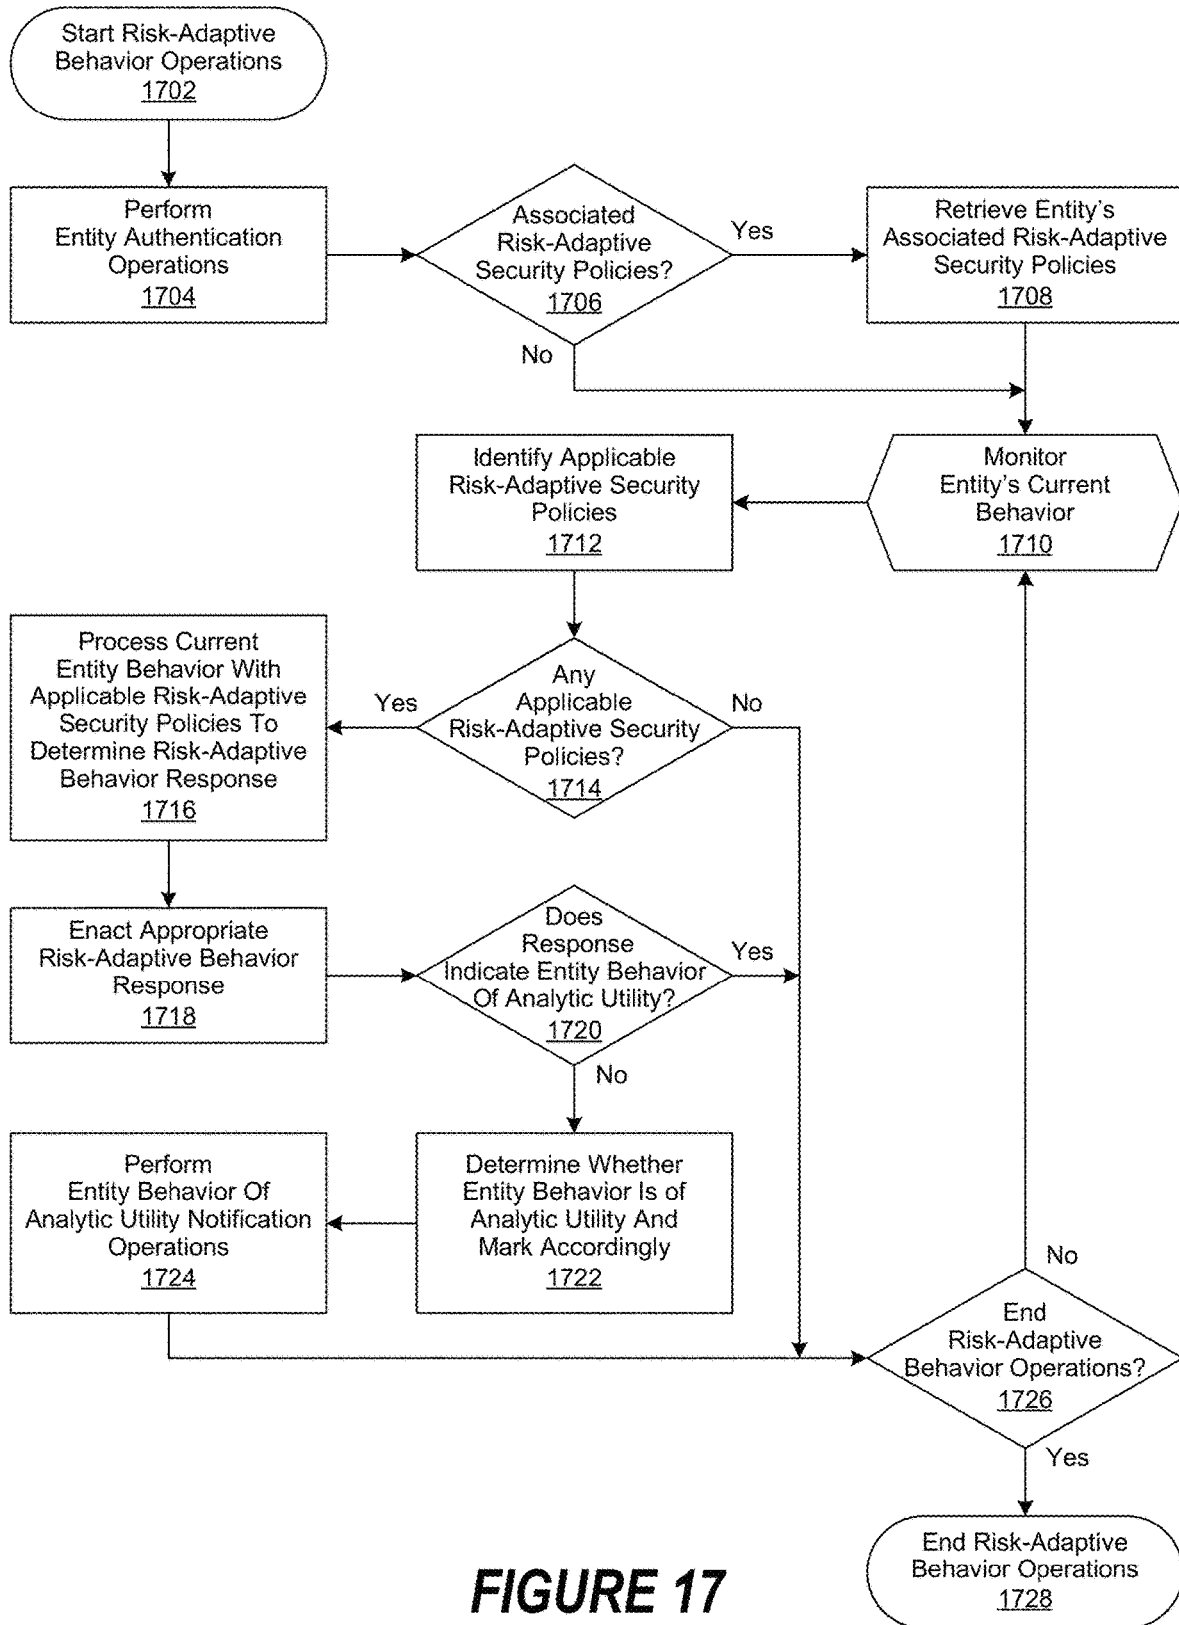 Start Risk-Adaptive
Behavior Operations
1702
Perform
Entity Authentication
Operations
1704
Associated
Risk-Adaptive
Security Policies?
1706
Yes
No
Retrieve Entity's
Associated Risk-Adaptive
Security Policies
1708
Monitor
Entity's Current
Behavior
1710
Identify Applicable
Risk-Adaptive Security
Policies
1712
Any
Applicable
Risk-Adaptive Security
Policies?
1714
Yes
No
Process Current
Entity Behavior With
Applicable Risk-Adaptive
Security Policies To
Determine Risk-Adaptive
Behavior Response
1716
Enact Appropriate
Risk-Adaptive Behavior
Response
1718
Does
Response
Indicate Entity Behavior
Of Analytic Utility?
1720
Yes
No
Determine Whether
Entity Behavior Is of
Analytic Utility And
Mark Accordingly
1722
Perform
Entity Behavior Of
Analytic Utility Notification
Operations
1724
No
End
Risk-Adaptive
Behavior Operations?
1726
Yes
End Risk-Adaptive
Behavior Operations
1728
FIGURE 17